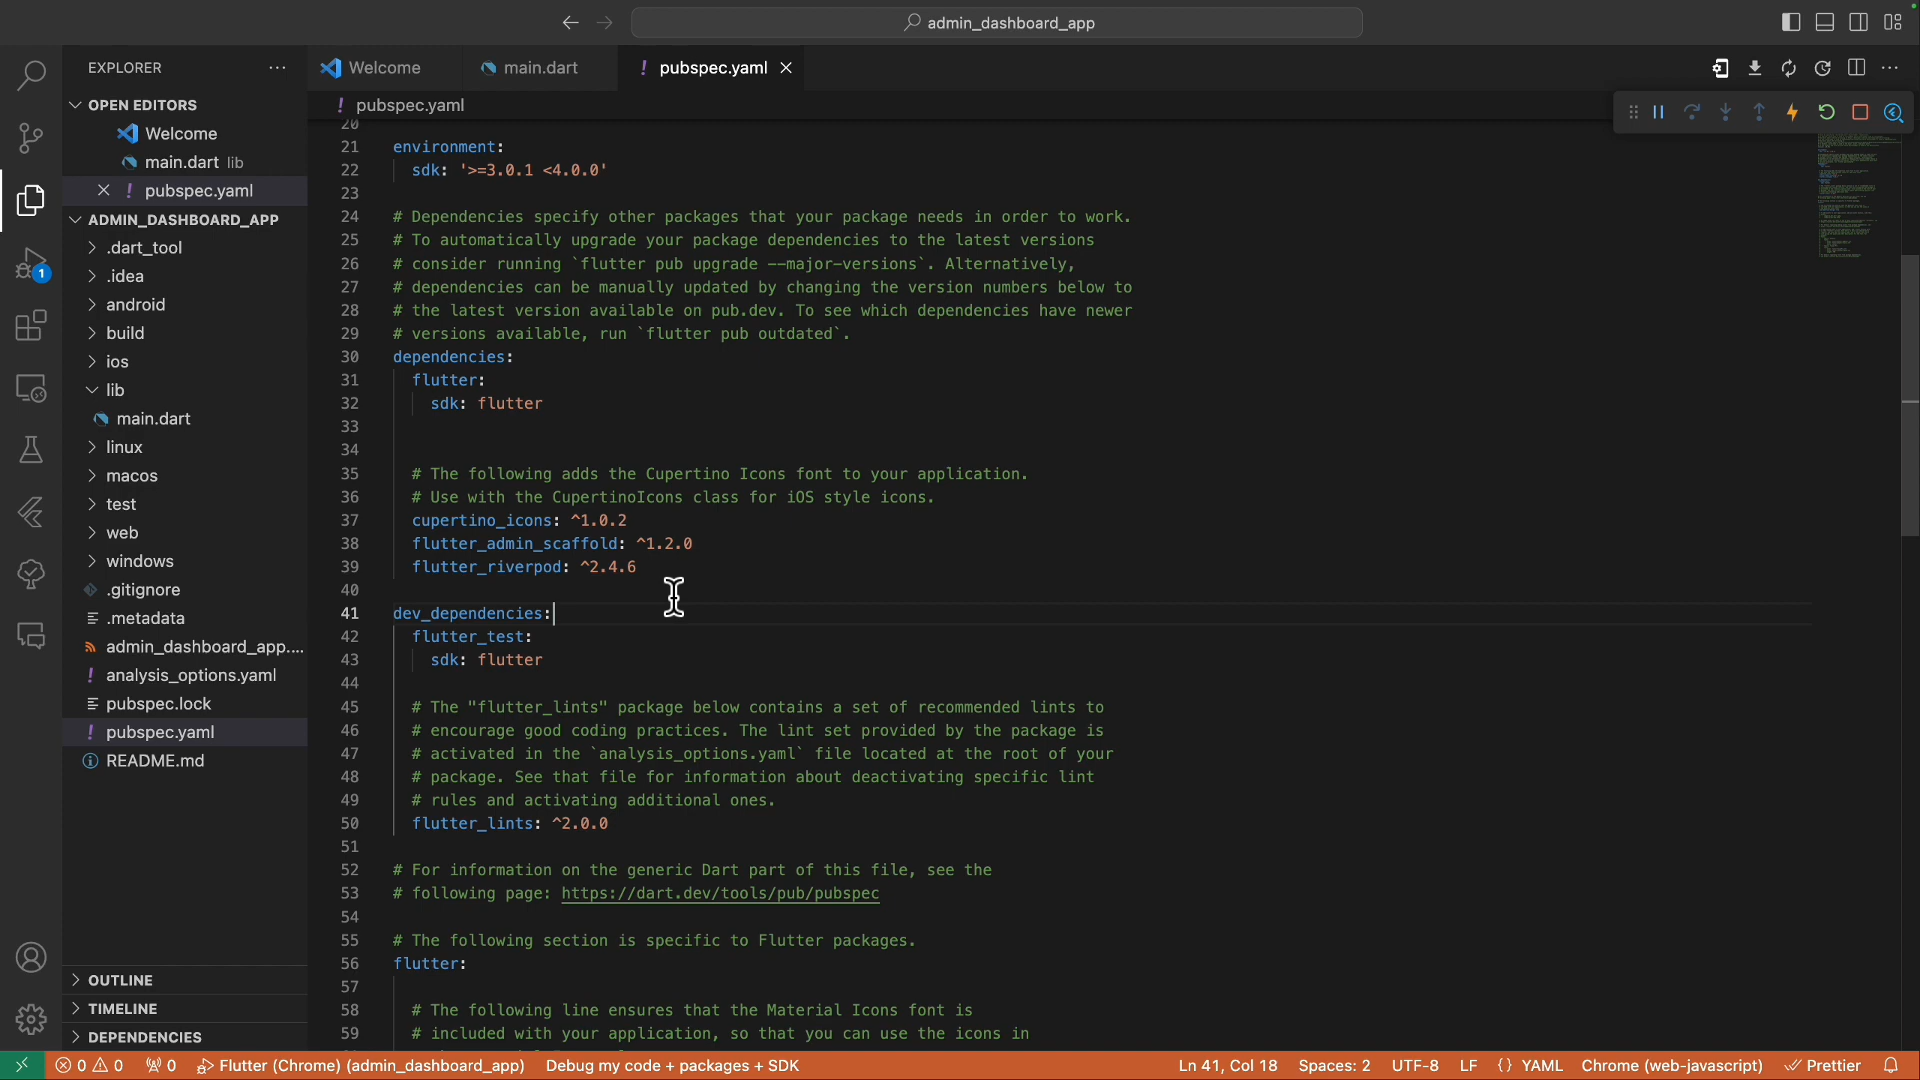 admin_dashboard_app
EXPLORER
Welcome
main.dart
! pubspec.yaml
OPEN EDITORS
Welcome
main.dart lib
! pubspec.yaml
ADMIN_DASHBOARD_APP
.dart_tool
.idea
android
build
ios
lib
main.dart
linux
macos
test
web
windows
.gitignore
.metadata
admin_dashboard_app....
! analysis_options.yaml
pubspec.lock
! pubspec.yaml
README.md
OUTLINE
TIMELINE
DEPENDENCIES
1
! pubspec.yaml
20
21 environment:
22 sdk: '>=3.0.1 <4.0.0'
23
24 # Dependencies specify other packages that your package needs in order to work.
25 # To automatically upgrade your package dependencies to the latest versions
26 # consider running `flutter pub upgrade --major-versions`. Alternatively,
27 # dependencies can be manually updated by changing the version numbers below to
28 # the latest version available on pub.dev. To see which dependencies have newer
29 # versions available, run `flutter pub outdated`.
30 dependencies:
31 flutter:
32 sdk: flutter
33
34
35 # The following adds the Cupertino Icons font to your application.
36 # Use with the CupertinoIcons class for iOS style icons.
37 cupertino_icons: ^1.0.2
38 flutter_admin_scaffold: ^1.2.0
39 flutter_riverpod: ^2.4.6
40
41 dev_dependencies:
42 flutter_test:
43 sdk: flutter
44
45 # The "flutter_lints" package below contains a set of recommended lints to
46 # encourage good coding practices. The lint set provided by the package is
47 # activated in the `analysis_options.yaml` file located at the root of your
48 # package. See that file for information about deactivating specific lint
49 # rules and activating additional ones.
50 flutter_lints: ^2.0.0
51
52 # For information on the generic Dart part of this file, see the
53 # following page: https://dart.dev/tools/pub/pubspec
54
55 # The following section is specific to Flutter packages.
56 flutter:
57
58 # The following line ensures that the Material Icons font is
59 # included with your application, so that you can use the icons in
0 0 0 Flutter (Chrome) (admin_dashboard_app) Debug my code + packages + SDK Ln 41, Col 18 Spaces: 2 UTF-8 LF {} YAML Chrome (web-javascript) Prettier